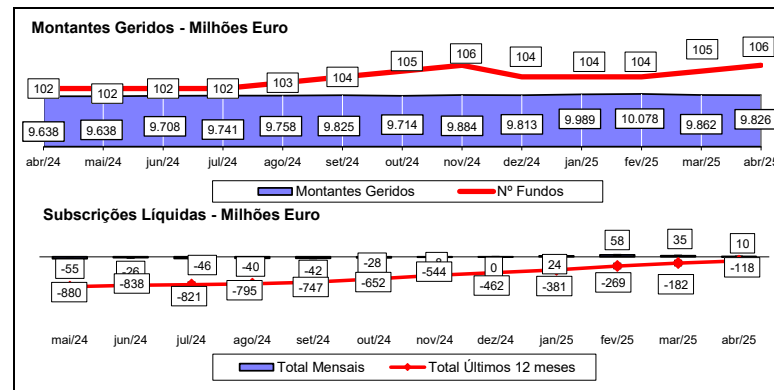 Montantes Geridos - Milhões Euro
102 102 102 102 103 104 105 106 104 104 104 105 106
9.638 9.638 9.708 9.741 9.758 9.825 9.714 9.884 9.813 9.989 10.078 9.862 9.826
abr/24 mai/24 jun/24 jul/24 ago/24 set/24 out/24 nov/24 dez/24 jan/25 fev/25 mar/25 abr/25
Montantes Geridos Nº Fundos
Subscrições Líquidas - Milhões Euro
-55 -26 -46 -40 -42 -28 0 24 58 35 10
-880 -838 -821 -795 -747 -652 -544 -462 -381 -269 -182 -118
mai/24 jun/24 jul/24 ago/24 set/24 out/24 nov/24 dez/24 jan/25 fev/25 mar/25 abr/25
Total Mensais Total Últimos 12 meses